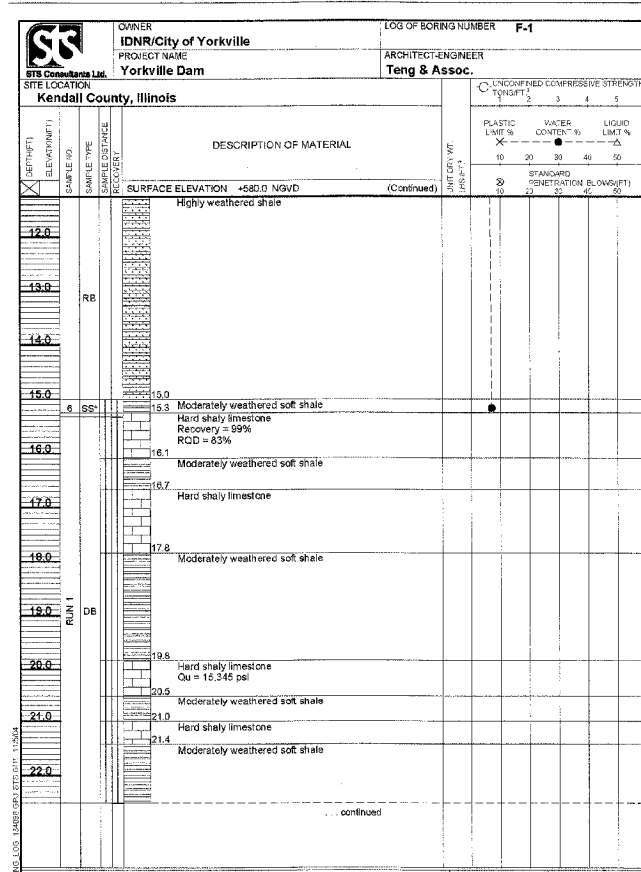 STS
STS Consultants Ltd.
OWNER
IDNR/City of Yorkville
LOG OF BORING NUMBER F-1
PROJECT NAME
Yorkville Dam
ARCHITECT-ENGINEER
Teng & Assoc.
SITE LOCATION
Kendall County, Illinois
UNCONFINED COMPRESSIVE STRENGTH
TONS/FT.²
1 2 3 4 5
DEPTH(FT)
ELEVATION(FT)
SAMPLE NO.
SAMPLE TYPE
SAMPLE DISTANCE
RECOVERY
DESCRIPTION OF MATERIAL
UNIT DRY WT.
LBS./FT.³
PLASTIC WATER LIQUID
LIMIT % CONTENT % LIMIT %
10 20 30 40 50
STANDARD
PENETRATION BLOWS/(FT)
10 20 30 40 50
SURFACE ELEVATION +580.0 NGVD (Continued)
Highly weathered shale
12.0
13.0
RB
14.0
15.0 15.0
6 SS* 15.3 Moderately weathered soft shale
Hard shaly limestone
Recovery = 99%
RQD = 83%
16.0 16.1
Moderately weathered soft shale
16.7
Hard shaly limestone
17.0
17.8
Moderately weathered soft shale
18.0
RUN 1
DB
19.0
19.8
Hard shaly limestone
20.0
Qu = 15,345 psi
20.5
Moderately weathered soft shale
21.0 21.0
Hard shaly limestone
21.4
Moderately weathered soft shale
22.0
... continued